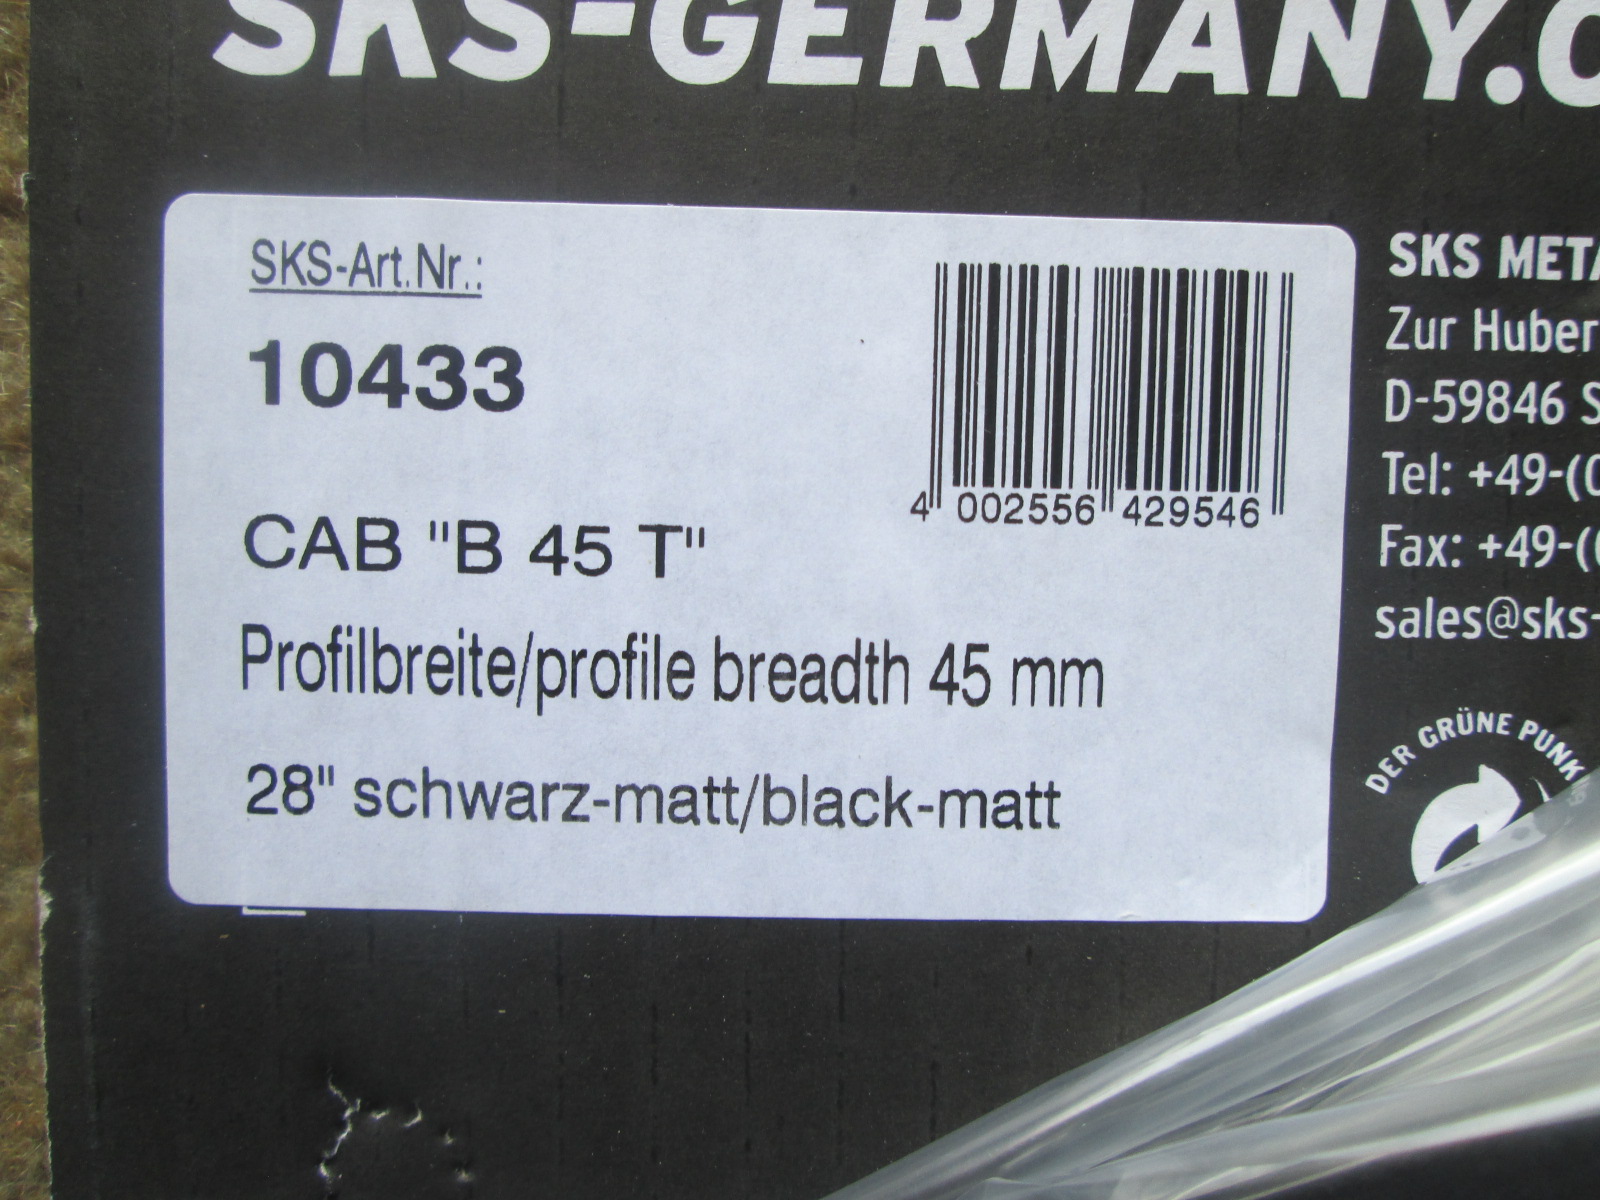 SKS-GERMANY.C
SKS-Art.Nr.:
10433
4 002556 429546
CAB "B 45 T"
Profilbreite/profile breadth 45 mm
28" schwarz-matt/black-matt
SKS META
Zur Huber
D-59846 S
Tel: +49-(0
Fax: +49-(
sales@sks-
DER GRÜNE PUNK